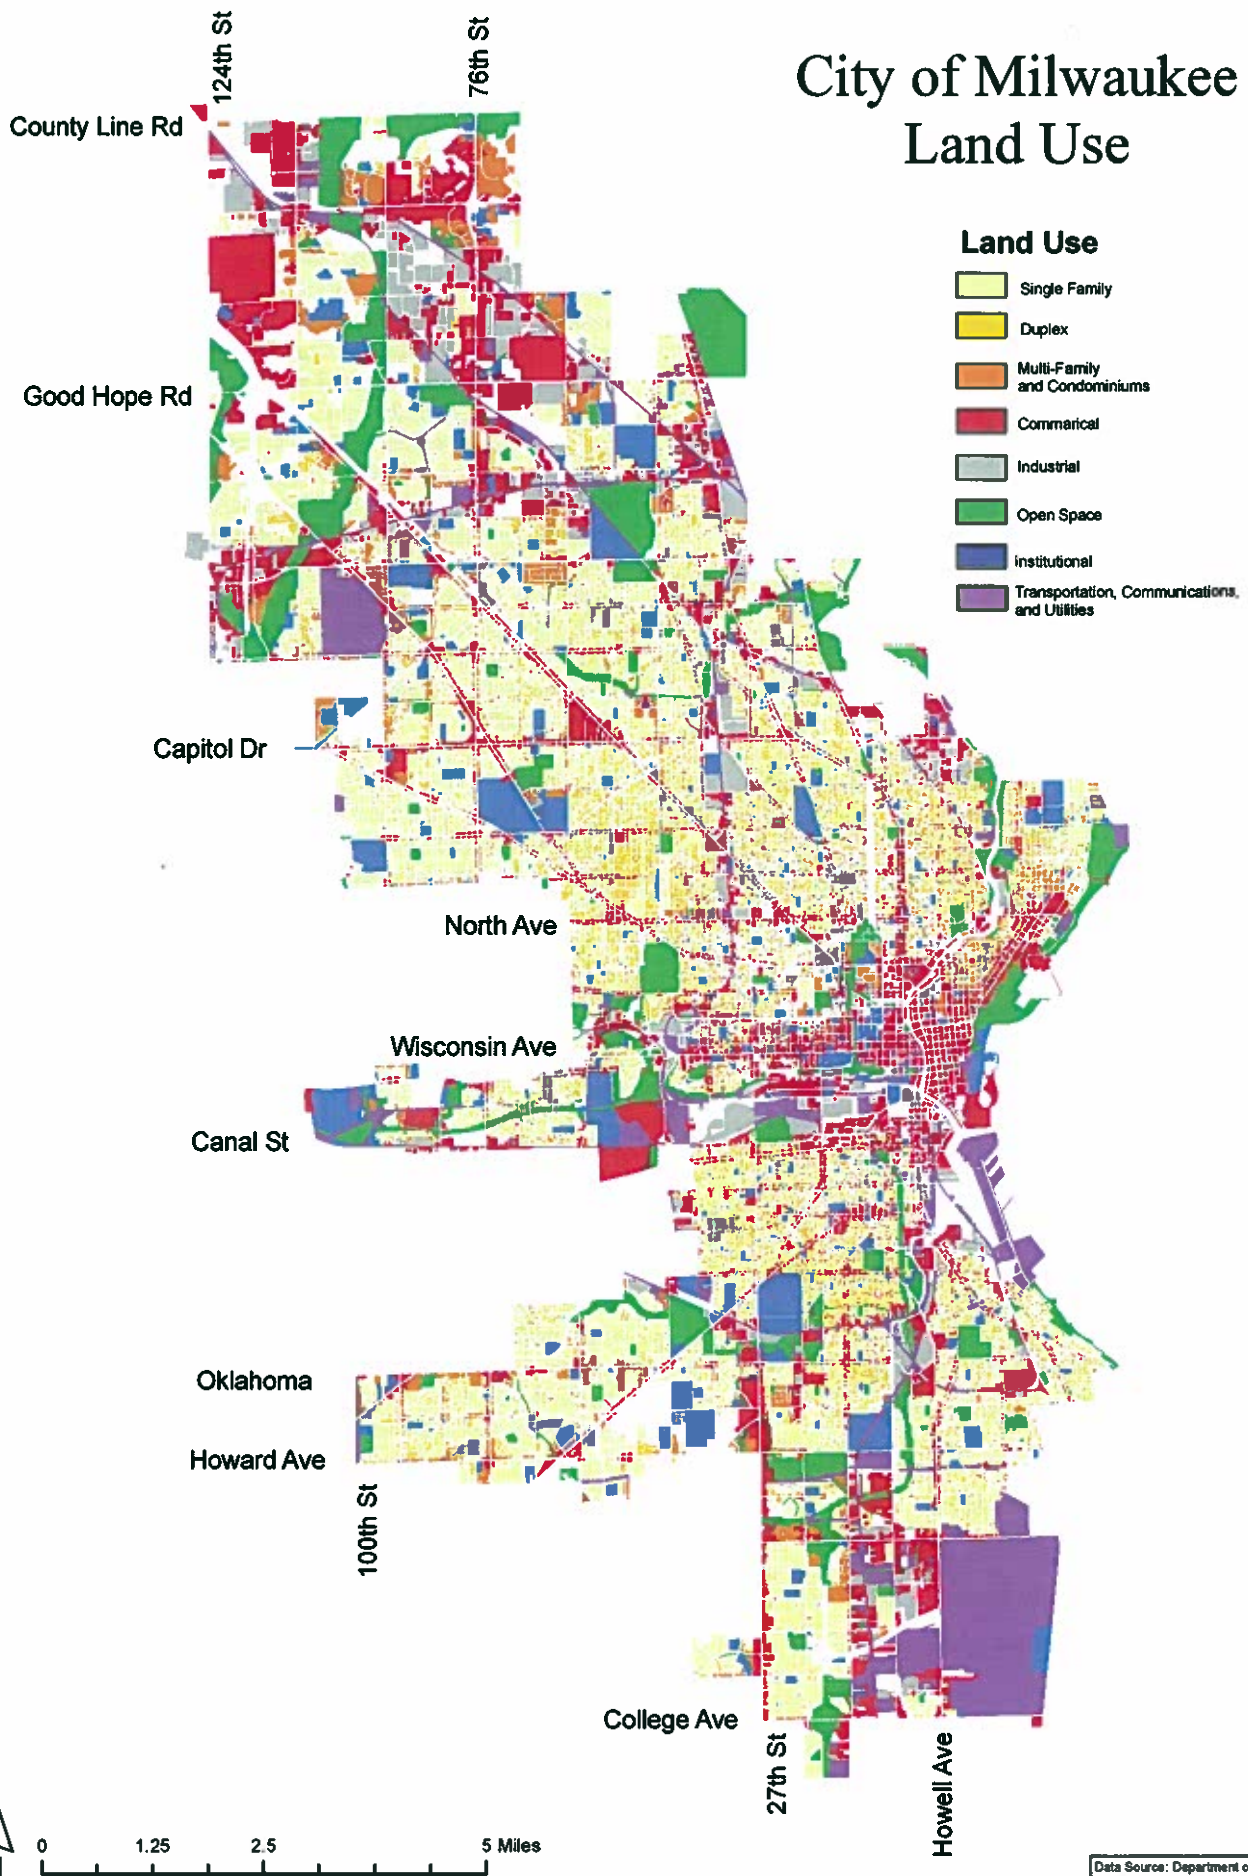 124th St
76th St
City of Milwaukee
Land Use
County Line Rd
Land Use
Single Family
Duplex
Multi-Family
and Condominiums
Commarical
Industrial
Open Space
Institutional
Transportation, Communications,
and Utilities
Good Hope Rd
Capitol Dr
North Ave
Wisconsin Ave
Canal St
Oklahoma
Howard Ave
100th St
College Ave
27th St
Howell Ave
0 1.25 2.5 5 Miles
Data Source: Department